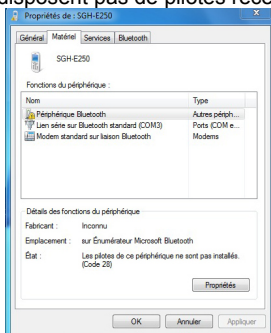 disposent pas de pilotes réce
Propriétés de : SGH-E250
Général Matériel Services Bluetooth
SGH-E250
Fonctions du périphérique :
Nom Type
Périphérique Bluetooth Autres périph...
Lien série sur Bluetooth standard (COM3) Ports (COM e...
Modem standard sur liaison Bluetooth Modems
Détails des fonctions du périphérique
Fabricant : Inconnu
Emplacement : sur Énumérateur Microsoft Bluetooth
État : Les pilotes de ce périphérique ne sont pas installés.
(Code 28)
Propriétés
OK Annuler Appliquer